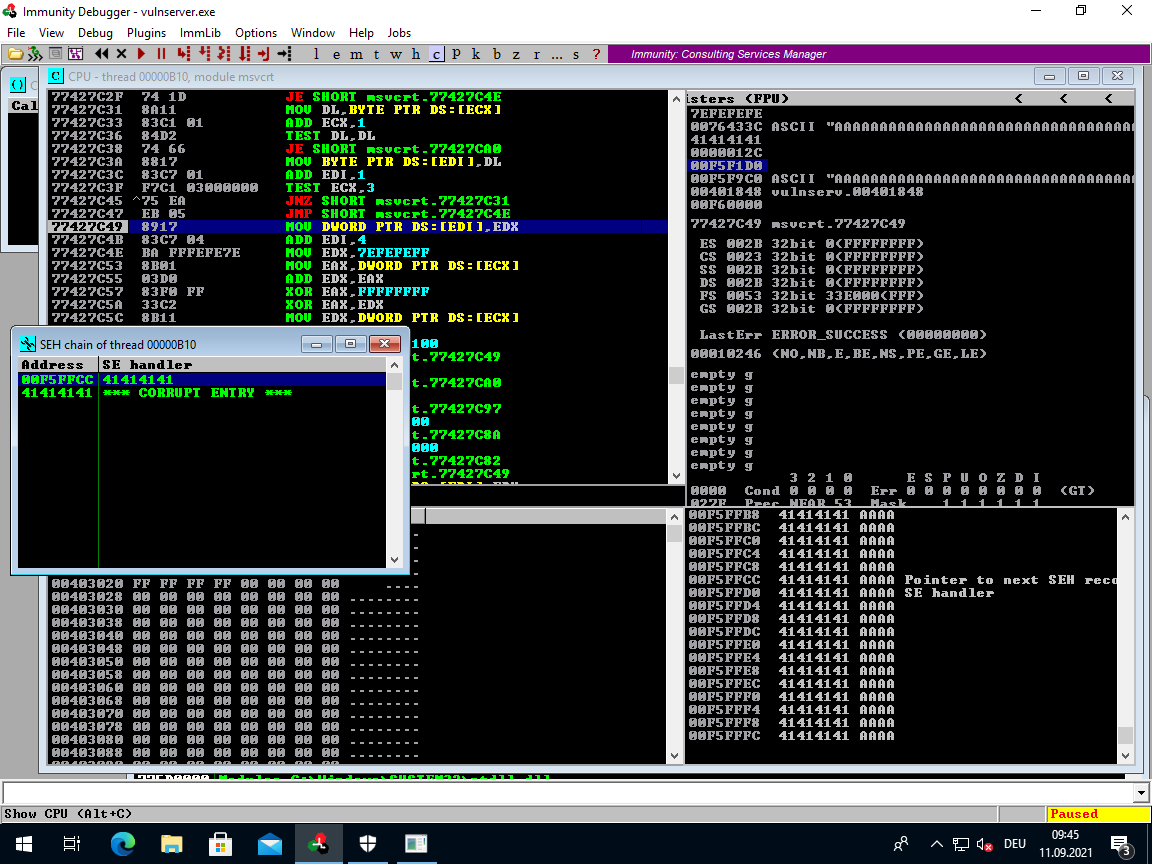 Immunity Debugger - vulnserver.exe
File View Debug Plugins ImmLib Options Window Help Jobs
l e m t w h c P k b z r ... s ?
Immunity: Consulting Services Manager
CPU - thread 00000B10, module msvcrt
77427C2F 74 1D JE SHORT msvcrt.77427C4E
77427C31 8A11 MOV DL,BYTE PTR DS:[ECX]
77427C33 83C1 01 ADD ECX,1
77427C36 84D2 TEST DL,DL
77427C38 74 66 JE SHORT msvcrt.77427CA0
77427C3A 8817 MOV BYTE PTR DS:[EDI],DL
77427C3C 83C7 01 ADD EDI,1
77427C3F F7C1 03000000 TEST ECX,3
77427C45 ^75 EA JNZ SHORT msvcrt.77427C31
77427C47 EB 05 JMP SHORT msvcrt.77427C4E
77427C49 8917 MOV DWORD PTR DS:[EDI],EDX
77427C4B 83C7 04 ADD EDI,4
77427C4E BA FFFEFE7E MOV EDX,7EFEFEFF
77427C53 8B01 MOV EAX,DWORD PTR DS:[ECX]
77427C55 03D0 ADD EDX,EAX
77427C57 83F0 FF XOR EAX,FFFFFFFF
77427C5A 33C2 XOR EAX,EDX
77427C5C 8B11 MOV EDX,DWORD PTR DS:[ECX]
100
t.77427C49
t.77427CA0
t.77427C97
00
t.77427C8A
000
t.77427C82
rt.77427C49
isters (FPU) < < <
7EFEFEFE
0076433C ASCII "AAAAAAAAAAAAAAAAAAAAAAAAAAAAAAAAA
41414141
0000012C
00F5F1D0
00F5F9C0 ASCII "AAAAAAAAAAAAAAAAAAAAAAAAAAAAAAAAA
00401848 vulnserv.00401848
00F60000
77427C49 msvcrt.77427C49
ES 002B 32bit 0(FFFFFFFF)
CS 0023 32bit 0(FFFFFFFF)
SS 002B 32bit 0(FFFFFFFF)
DS 002B 32bit 0(FFFFFFFF)
FS 0053 32bit 33E000(FFF)
GS 002B 32bit 0(FFFFFFFF)
LastErr ERROR_SUCCESS (00000000)
00010246 (NO,NB,E,BE,NS,PE,GE,LE)
empty g
empty g
empty g
empty g
empty g
empty g
empty g
empty g
3 2 1 0 E S P U O Z D I
0000 Cond 0 0 0 0 Err 0 0 0 0 0 0 0 0 (GT)
027F Prec NEAR,53 Mask 1 1 1 1 1 1
SEH chain of thread 00000B10
Address SE handler
00F5FFCC 41414141
41414141 *** CORRUPT ENTRY ***
00403020 FF FF FF FF 00 00 00 00 ....
00403028 00 00 00 00 00 00 00 00 ........
00403030 00 00 00 00 00 00 00 00 ........
00403038 00 00 00 00 00 00 00 00 ........
00403040 00 00 00 00 00 00 00 00 ........
00403048 00 00 00 00 00 00 00 00 ........
00403050 00 00 00 00 00 00 00 00 ........
00403058 00 00 00 00 00 00 00 00 ........
00403060 00 00 00 00 00 00 00 00 ........
00403068 00 00 00 00 00 00 00 00 ........
00403070 00 00 00 00 00 00 00 00 ........
00403078 00 00 00 00 00 00 00 00 ........
00403080 00 00 00 00 00 00 00 00 ........
00403088 00 00 00 00 00 00 00 00 ........
00F5FFB8 41414141 AAAA
00F5FFBC 41414141 AAAA
00F5FFC0 41414141 AAAA
00F5FFC4 41414141 AAAA
00F5FFC8 41414141 AAAA
00F5FFCC 41414141 AAAA Pointer to next SEH reco
00F5FFD0 41414141 AAAA SE handler
00F5FFD4 41414141 AAAA
00F5FFD8 41414141 AAAA
00F5FFDC 41414141 AAAA
00F5FFE0 41414141 AAAA
00F5FFE4 41414141 AAAA
00F5FFE8 41414141 AAAA
00F5FFEC 41414141 AAAA
00F5FFF0 41414141 AAAA
00F5FFF4 41414141 AAAA
00F5FFF8 41414141 AAAA
00F5FFFC 41414141 AAAA
Show CPU (Alt+C)
Paused
DEU
09:45
11.09.2021
3